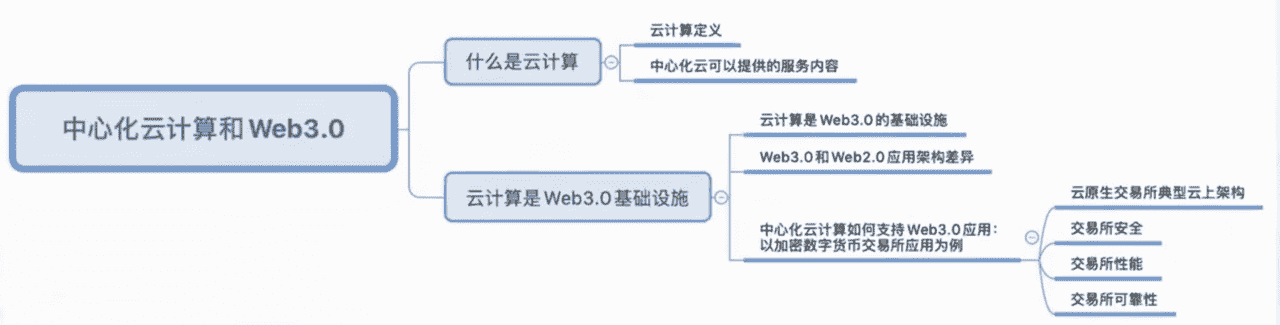 中心化云计算和Web3.0
什么是云计算
云计算定义
中心化云可以提供的服务内容
云计算是Web3.0基础设施
云计算是Web3.0的基础设施
Web3.0和Web2.0应用架构差异
中心化云计算如何支持Web3.0应用：
以加密数字货币交易所应用为例
云原生交易所典型云上架构
交易所安全
交易所性能
交易所可靠性